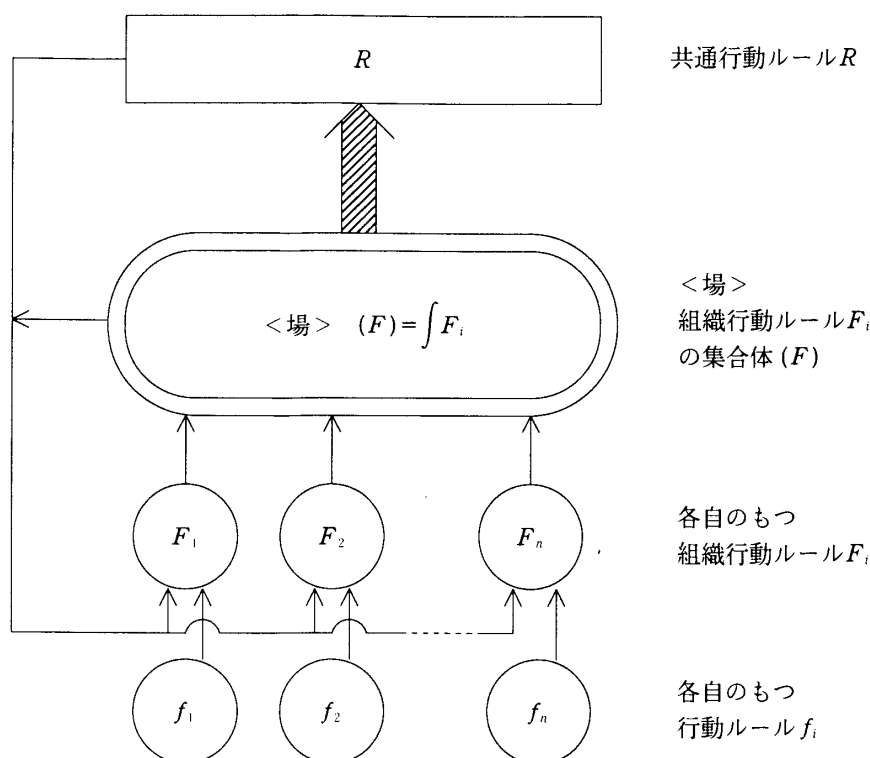 R
共通行動ルールR
<場> (F)=∫Fᵢ
<場>
組織行動ルールFᵢ
の集合体(F)
F₁
F₂
Fₙ
各自のもつ
組織行動ルールFᵢ
f₁
f₂
fₙ
各自のもつ
行動ルールfᵢ